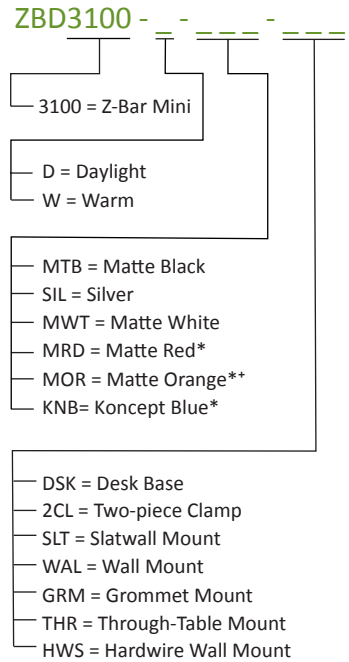 ZBD3100 - _ - _ _ _ - _ _ _
3100 = Z-Bar Mini
D = Daylight
W = Warm
MTB = Matte Black
SIL = Silver
MWT = Matte White
MRD = Matte Red*
MOR = Matte Orange*⁺
KNB= Koncept Blue*
DSK = Desk Base
2CL = Two-piece Clamp
SLT = Slatwall Mount
WAL = Wall Mount
GRM = Grommet Mount
THR = Through-Table Mount
HWS = Hardwire Wall Mount